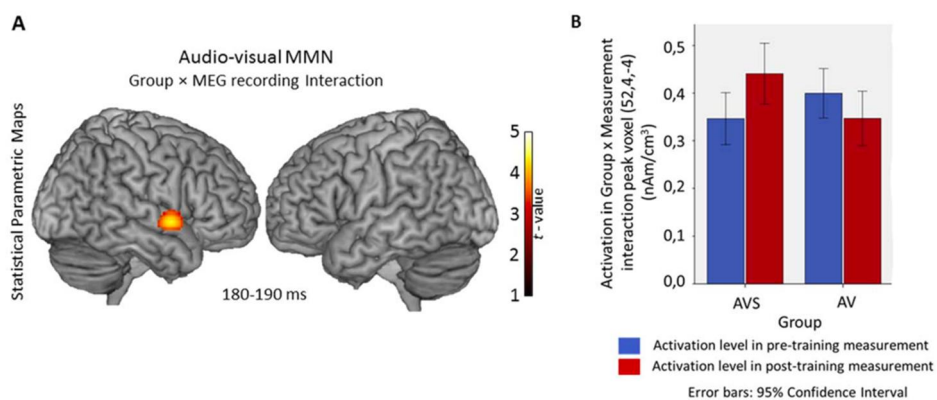 A
Audio-visual MMN
Group × MEG recording Interaction
Statistical Parametric Maps
180-190 ms
5
4
3
2
1
t - value
B
Activation in Group x Measurement
interaction peak voxel (52,4,-4)
(nAm/cm³)
0,5
0,4
0,3
0,2
0,1
0,0
AVS AV
Group
Activation level in pre-training measurement
Activation level in post-training measurement
Error bars: 95% Confidence Interval